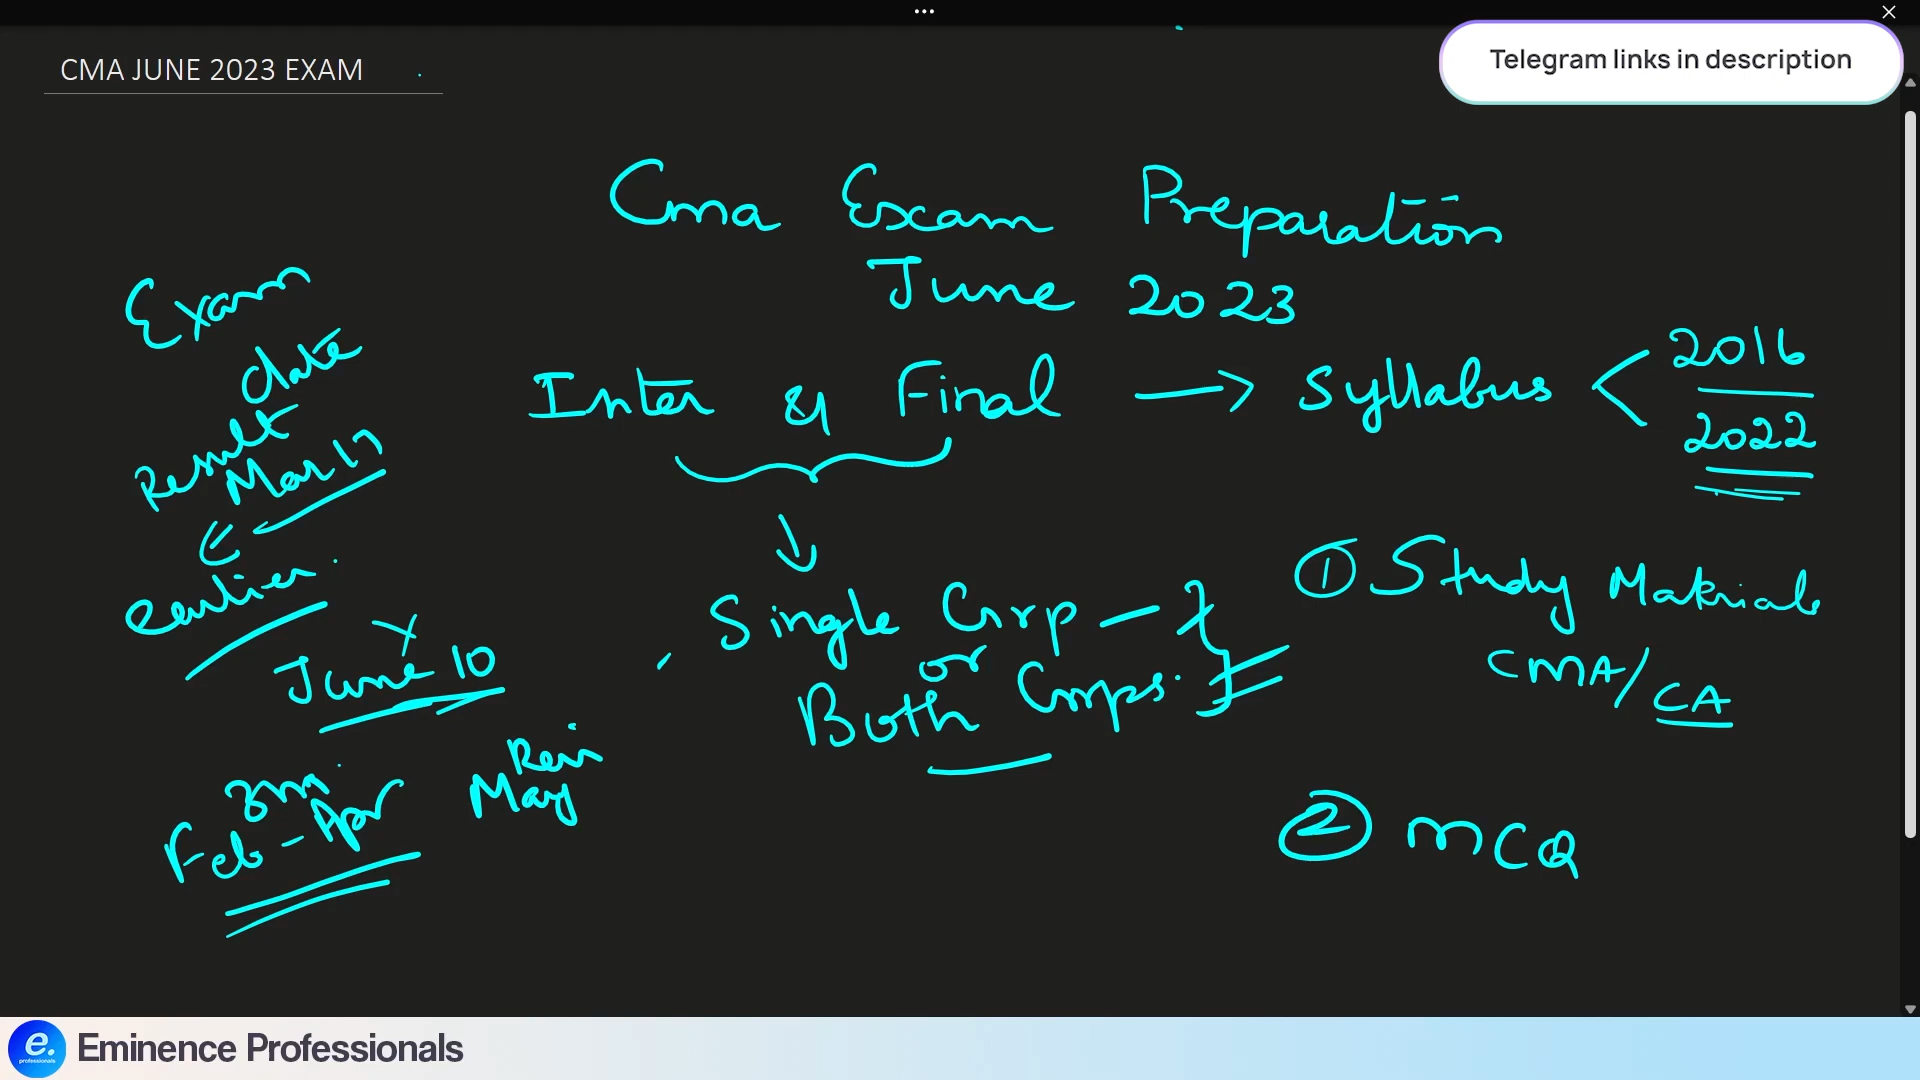 CMA JUNE 2023 EXAM
Telegram links in description
Cma Exam Preparation
June 2023
Inter & Final → Syllabus < 2016
2022
Exam
date
Result
Mar 17
earlier
June 10
3m
Feb - Apr
May
Single Grp
or
Both Grps.
① Study Materials
CMA/CA
② MCQ
e.
professionals
Eminence Professionals